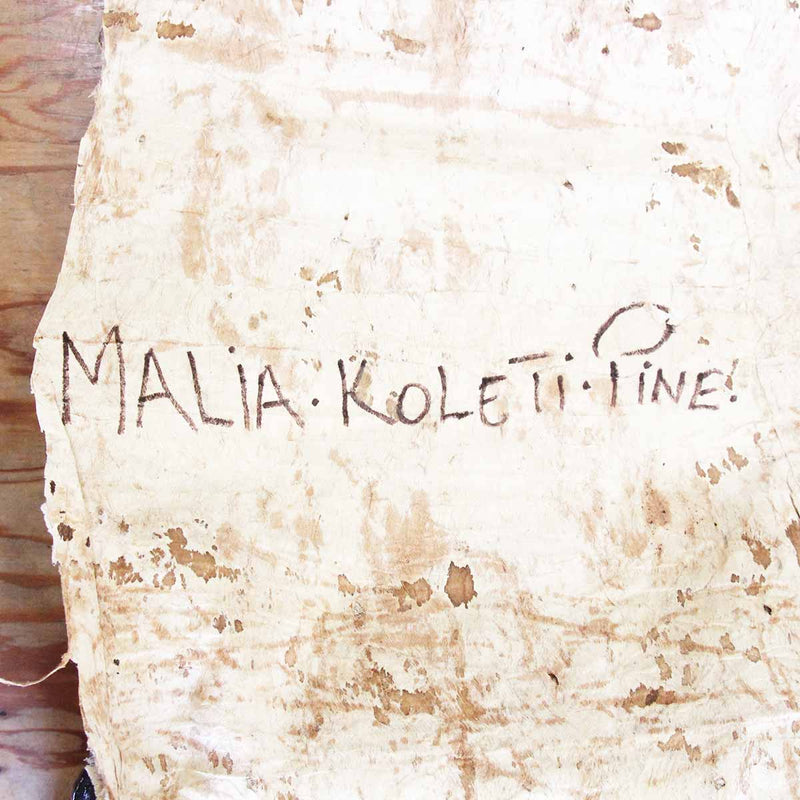 MALiA · KOLETi · PiNE!